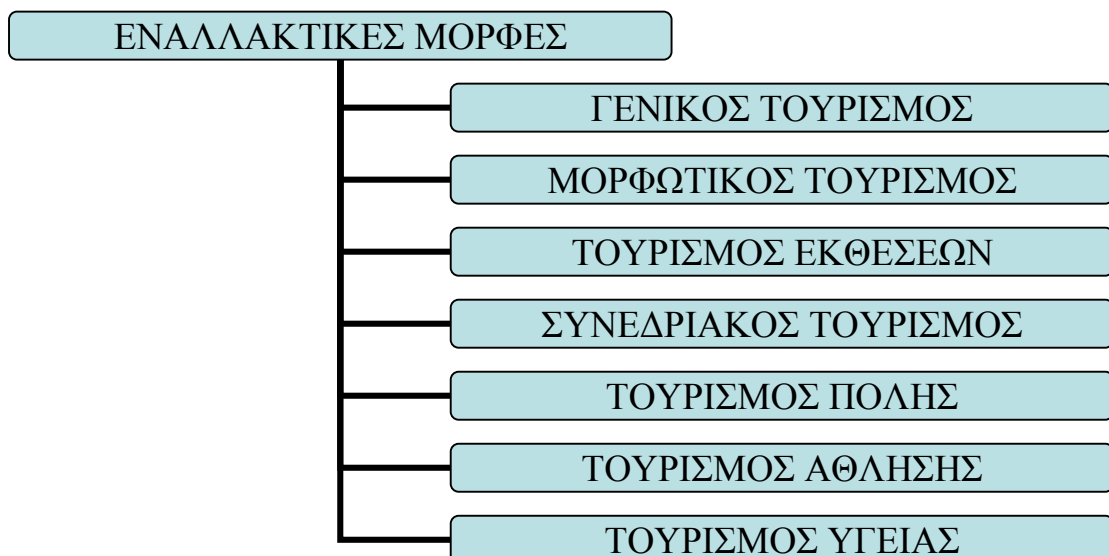 ΕΝΑΛΛΑΚΤΙΚΕΣ ΜΟΡΦΕΣ
ΓΕΝΙΚΟΣ ΤΟΥΡΙΣΜΟΣ
ΜΟΡΦΩΤΙΚΟΣ ΤΟΥΡΙΣΜΟΣ
ΤΟΥΡΙΣΜΟΣ ΕΚΘΕΣΕΩΝ
ΣΥΝΕΔΡΙΑΚΟΣ ΤΟΥΡΙΣΜΟΣ
ΤΟΥΡΙΣΜΟΣ ΠΟΛΗΣ
ΤΟΥΡΙΣΜΟΣ ΑΘΛΗΣΗΣ
ΤΟΥΡΙΣΜΟΣ ΥΓΕΙΑΣ